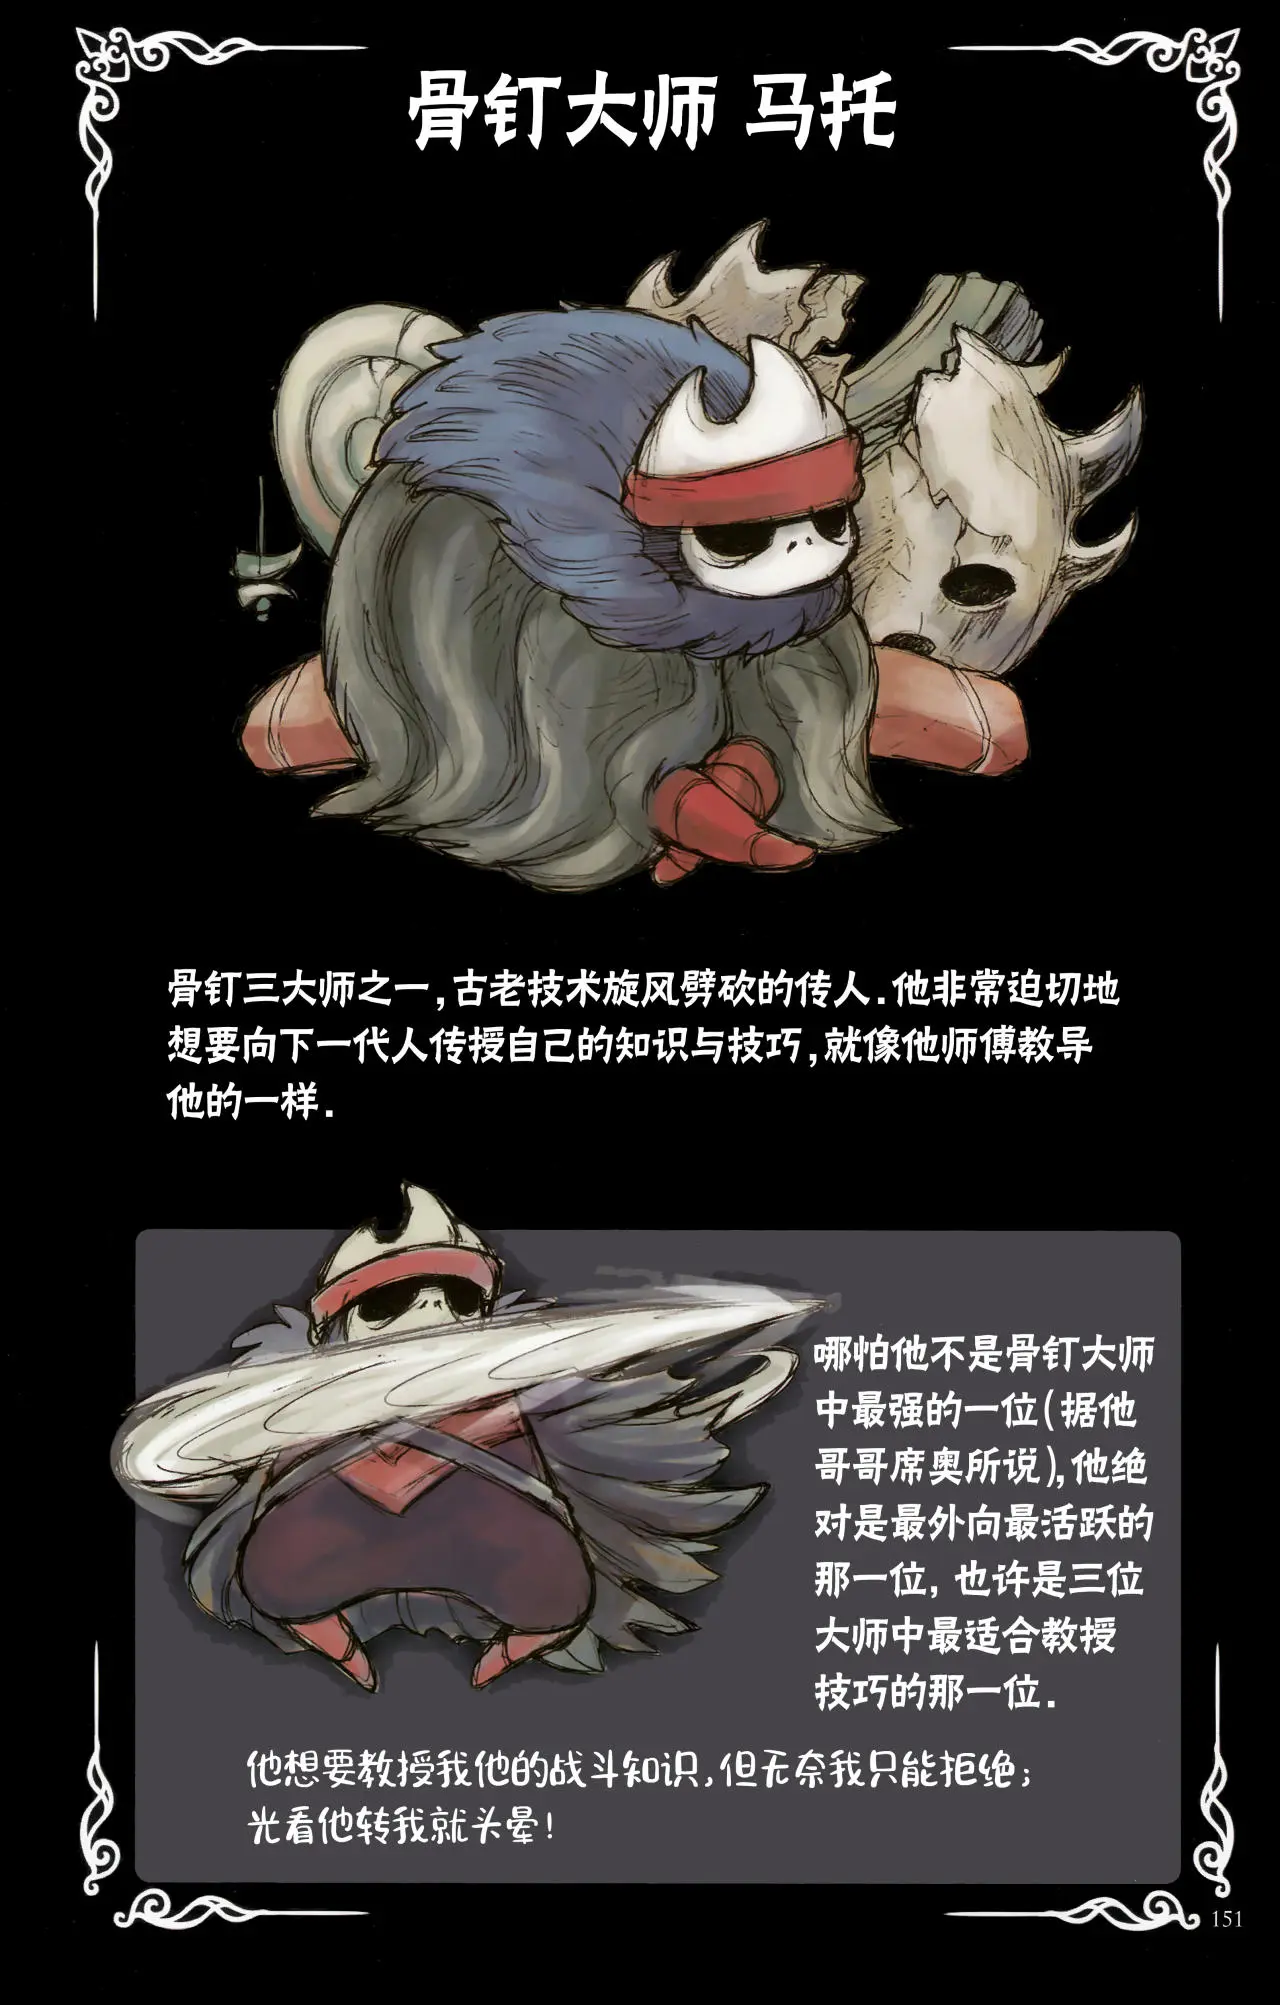 骨钉大师 马托
骨钉三大师之一,古老技术旋风劈砍的传人.他非常迫切地
想要向下一代人传授自己的知识与技巧,就像他师傅教导
他的一样.
哪怕他不是骨钉大师
中最强的一位(据他
哥哥席奥所说),他绝
对是最外向最活跃的
那一位, 也许是三位
大师中最适合教授
技巧的那一位.
他想要教授我他的战斗知识,但无奈我只能拒绝;
光看他转我就头晕!
151